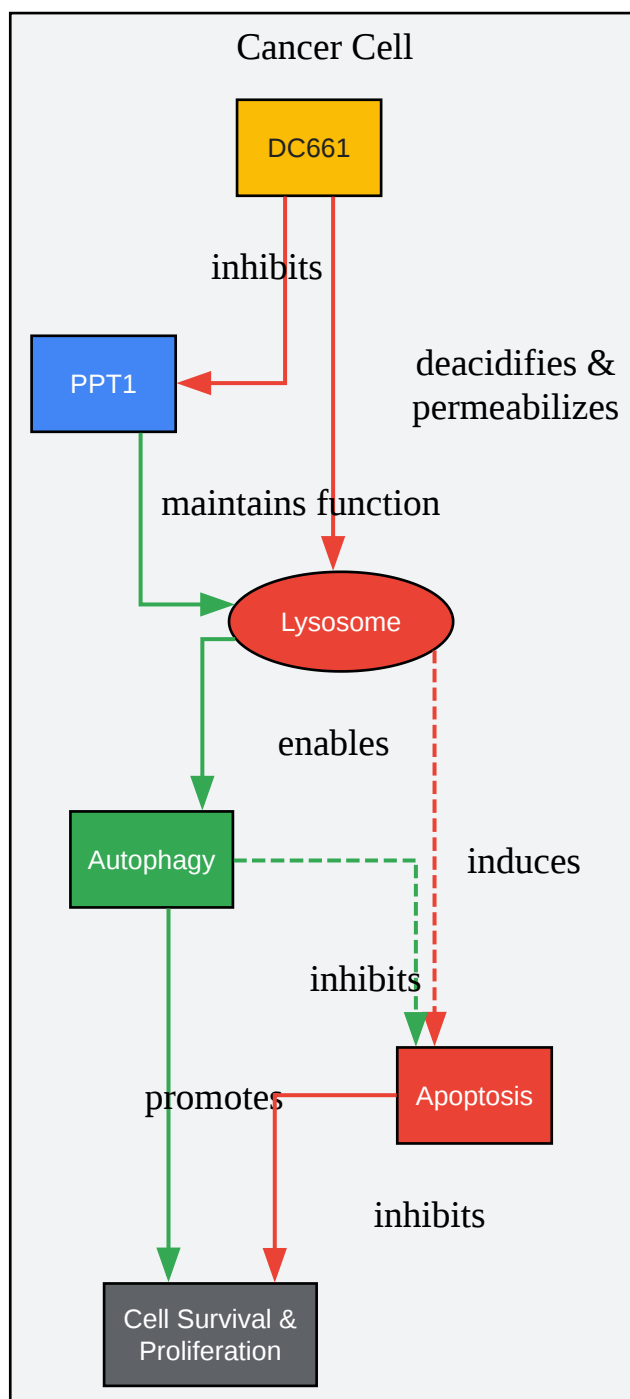 Cancer Cell
DC661
inhibits
PPT1
deacidifies &
permeabilizes
maintains function
Lysosome
enables
Autophagy
induces
inhibits
promotes
Apoptosis
inhibits
Cell Survival &
Proliferation